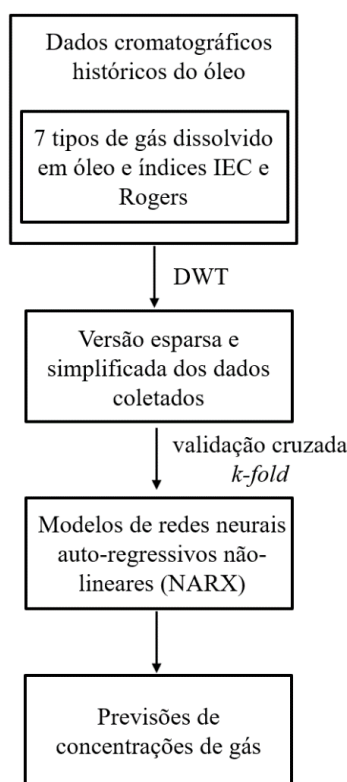 Dados cromatográficos
históricos do óleo
7 tipos de gás dissolvido
em óleo e índices IEC e
Rogers
DWT
Versão esparsa e
simplificada dos dados
coletados
validação cruzada
k-fold
Modelos de redes neurais
auto-regressivos não-
lineares (NARX)
Previsões de
concentrações de gás